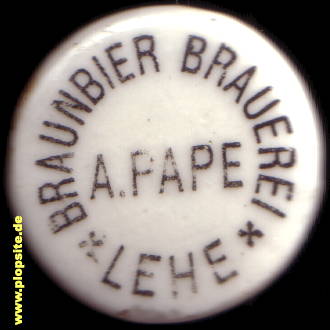 BRAUNBIER BRAUEREI
A.PAPE
* LEHE *
www.plopsite.de